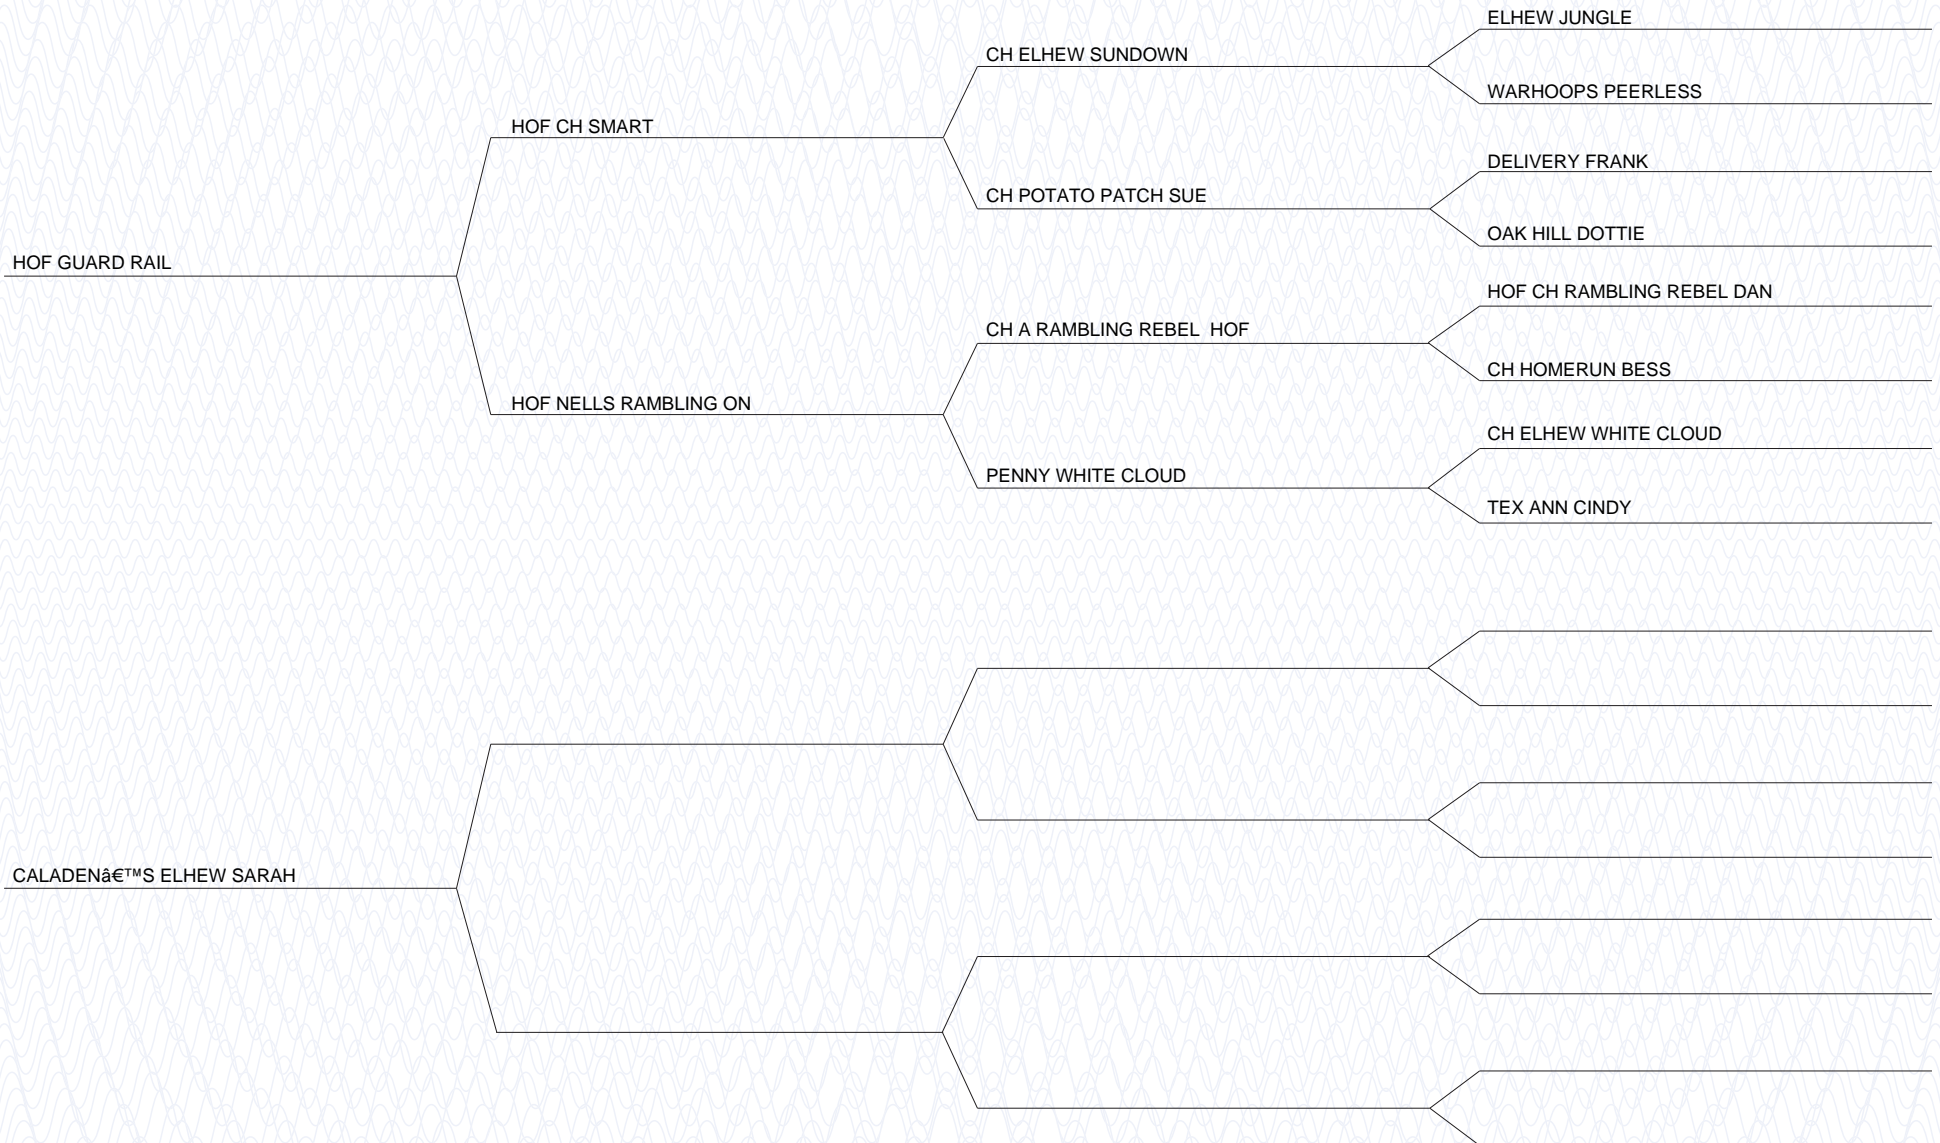 ELHEW JUNGLE
CH ELHEW SUNDOWN
WARHOOPS PEERLESS
HOF CH SMART
DELIVERY FRANK
CH POTATO PATCH SUE
OAK HILL DOTTIE
HOF GUARD RAIL
HOF CH RAMBLING REBEL DAN
CH A RAMBLING REBEL  HOF
CH HOMERUN BESS
HOF NELLS RAMBLING ON
CH ELHEW WHITE CLOUD
PENNY WHITE CLOUD
TEX ANN CINDY
CALADENâ€™S ELHEW SARAH